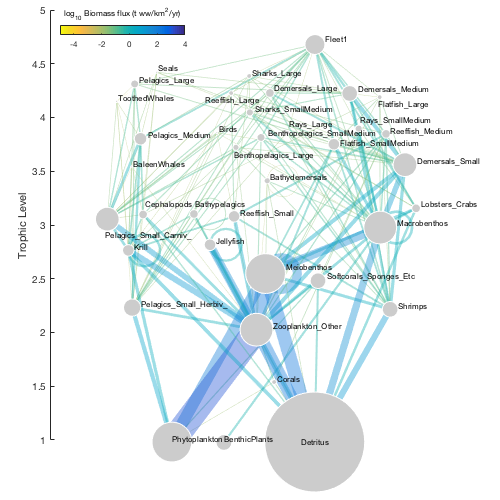 log10 Biomass flux (t ww/km2/yr)
-4 -2 0 2 4
Trophic Level
5
4.5
4
3.5
3
2.5
2
1.5
1
Fleet1
Seals
Pelagics_Large
Sharks_Large
ToothedWhales
Reeflish_Large
Demersals_Large
Demersals_Medium
Flatfish_Large
Sharks_SmallMedium
Rays_Large
Rays_SmallMedium
Birds
Pelagics_Medium
Benthopelagics_SmallMedium
Reeflish_Medium
Flatfish_SmallMedium
Benthopelagics_Large
BaleenWhales
Demersals_Small
Bathydemersals
Cephalopods
Bathypelagics
Reeflish_Small
Lobsters_Crabs
Macrobenthos
Pelagics_Small_Carniv_
Krill
Jellyfish
Meiobenthos
Softcorals_Sponges_Etc
Pelagics_Small_Herbiv_
Shrimps
Zooplankton_Other
Corals
Phytoplankton
BenthicPlants
Detritus